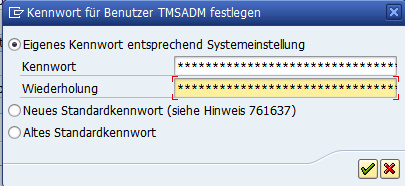 Kennwort für Benutzer TMSADM festlegen
Eigenes Kennwort entsprechend Systemeinstellung
Kennwort ******************************
Wiederholung ******************************
Neues Standardkennwort (siehe Hinweis 761637)
Altes Standardkennwort